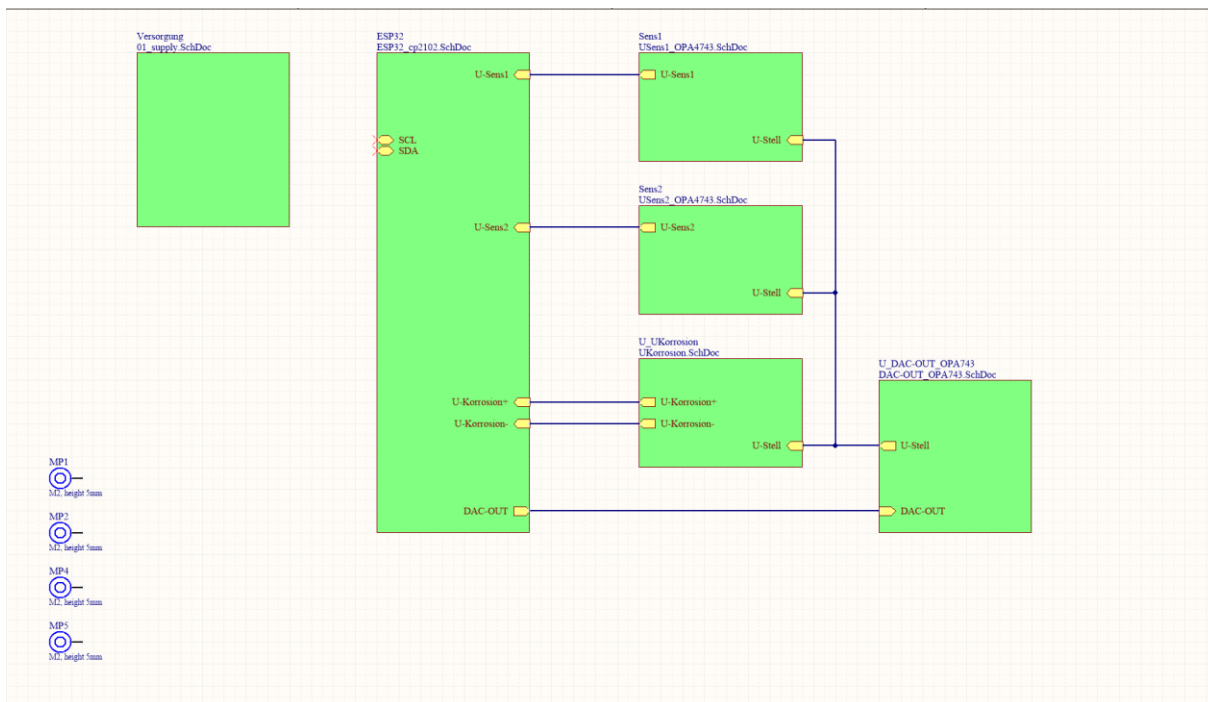 Versorgung
01_supply.SchDoc
ESP32
ESP32_cp2102.SchDoc
U-Sens1
SCL
SDA
U-Sens2
U-Korrosion+
U-Korrosion-
DAC-OUT
Sens1
USens1_OPA4743.SchDoc
U-Sens1
U-Stell
Sens2
USens2_OPA4743.SchDoc
U-Sens2
U-Stell
U_UKorrosion
UKorrosion.SchDoc
U-Korrosion+
U-Korrosion-
U-Stell
U_DAC-OUT_OPA743
DAC-OUT_OPA743.SchDoc
U-Stell
DAC-OUT
MP1
M2, height 5mm
MP2
M2, height 5mm
MP4
M2, height 5mm
MP5
M2, height 5mm